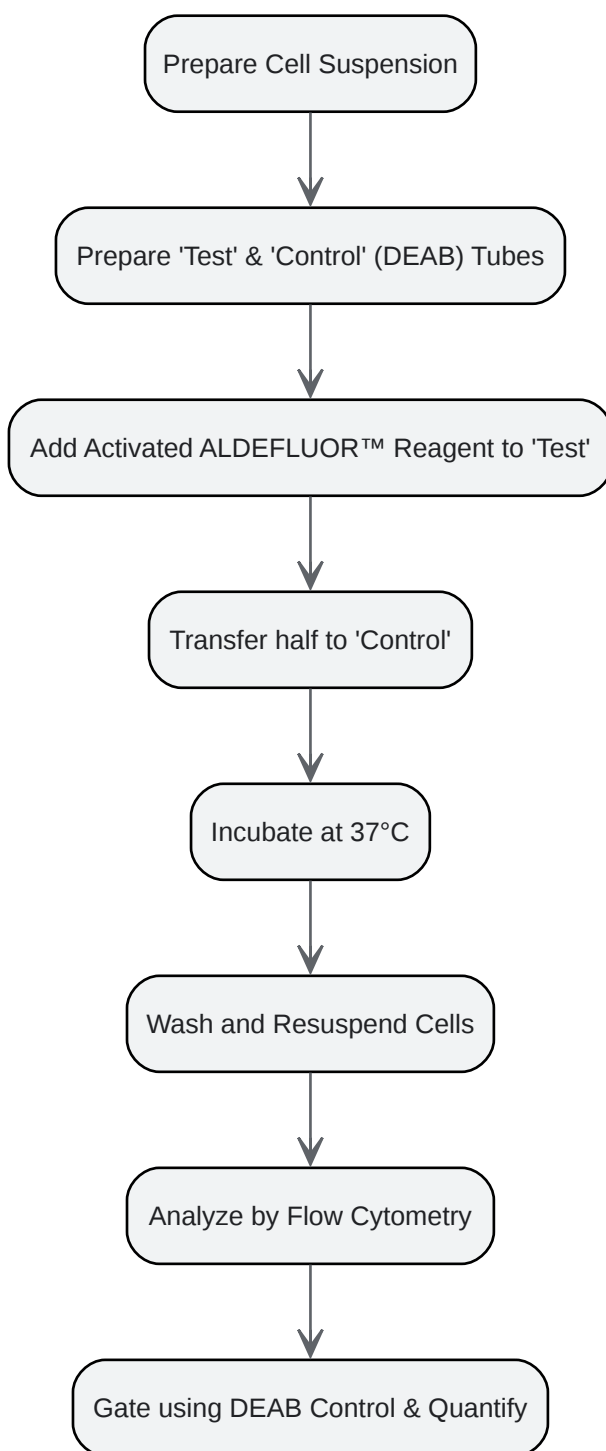 Prepare Cell Suspension
Prepare 'Test' & 'Control' (DEAB) Tubes
Add Activated ALDEFLUOR™ Reagent to 'Test'
Transfer half to 'Control'
Incubate at 37°C
Wash and Resuspend Cells
Analyze by Flow Cytometry
Gate using DEAB Control & Quantify